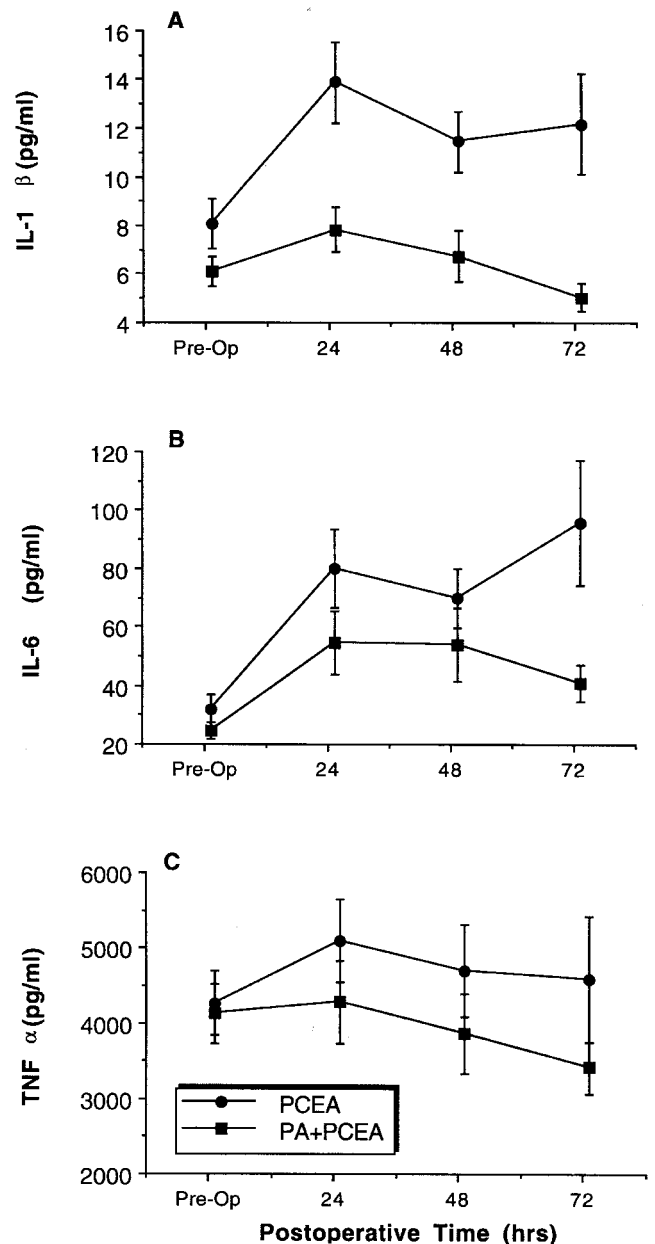 A
16
14
12
10
8
6
4
IL-1 β (pg/ml)
Pre-Op 24 48 72
B
120
100
80
60
40
20
IL-6 (pg/ml)
Pre-Op 24 48 72
C
6000
5000
4000
3000
2000
TNF α (pg/ml)
PCEA
PA+PCEA
Pre-Op 24 48 72
Postoperative Time (hrs)